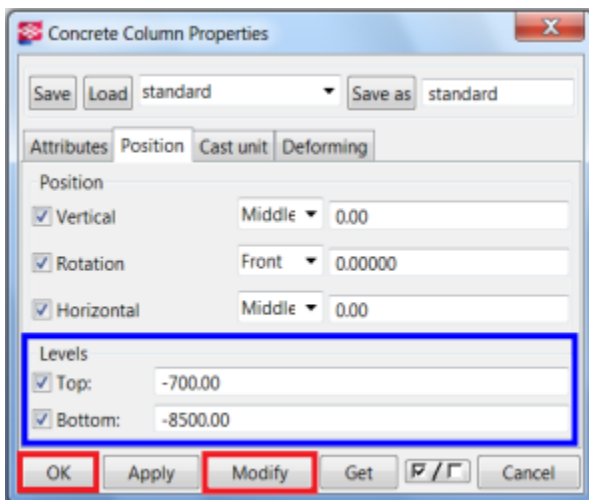 Concrete Column Properties
Save Load standard Save as standard
Attributes Position Cast unit Deforming
Position
Vertical Middle 0.00
Rotation Front 0.00000
Horizontal Middle 0.00
Levels
Top: -700.00
Bottom: -8500.00
OK Apply Modify Get / Cancel